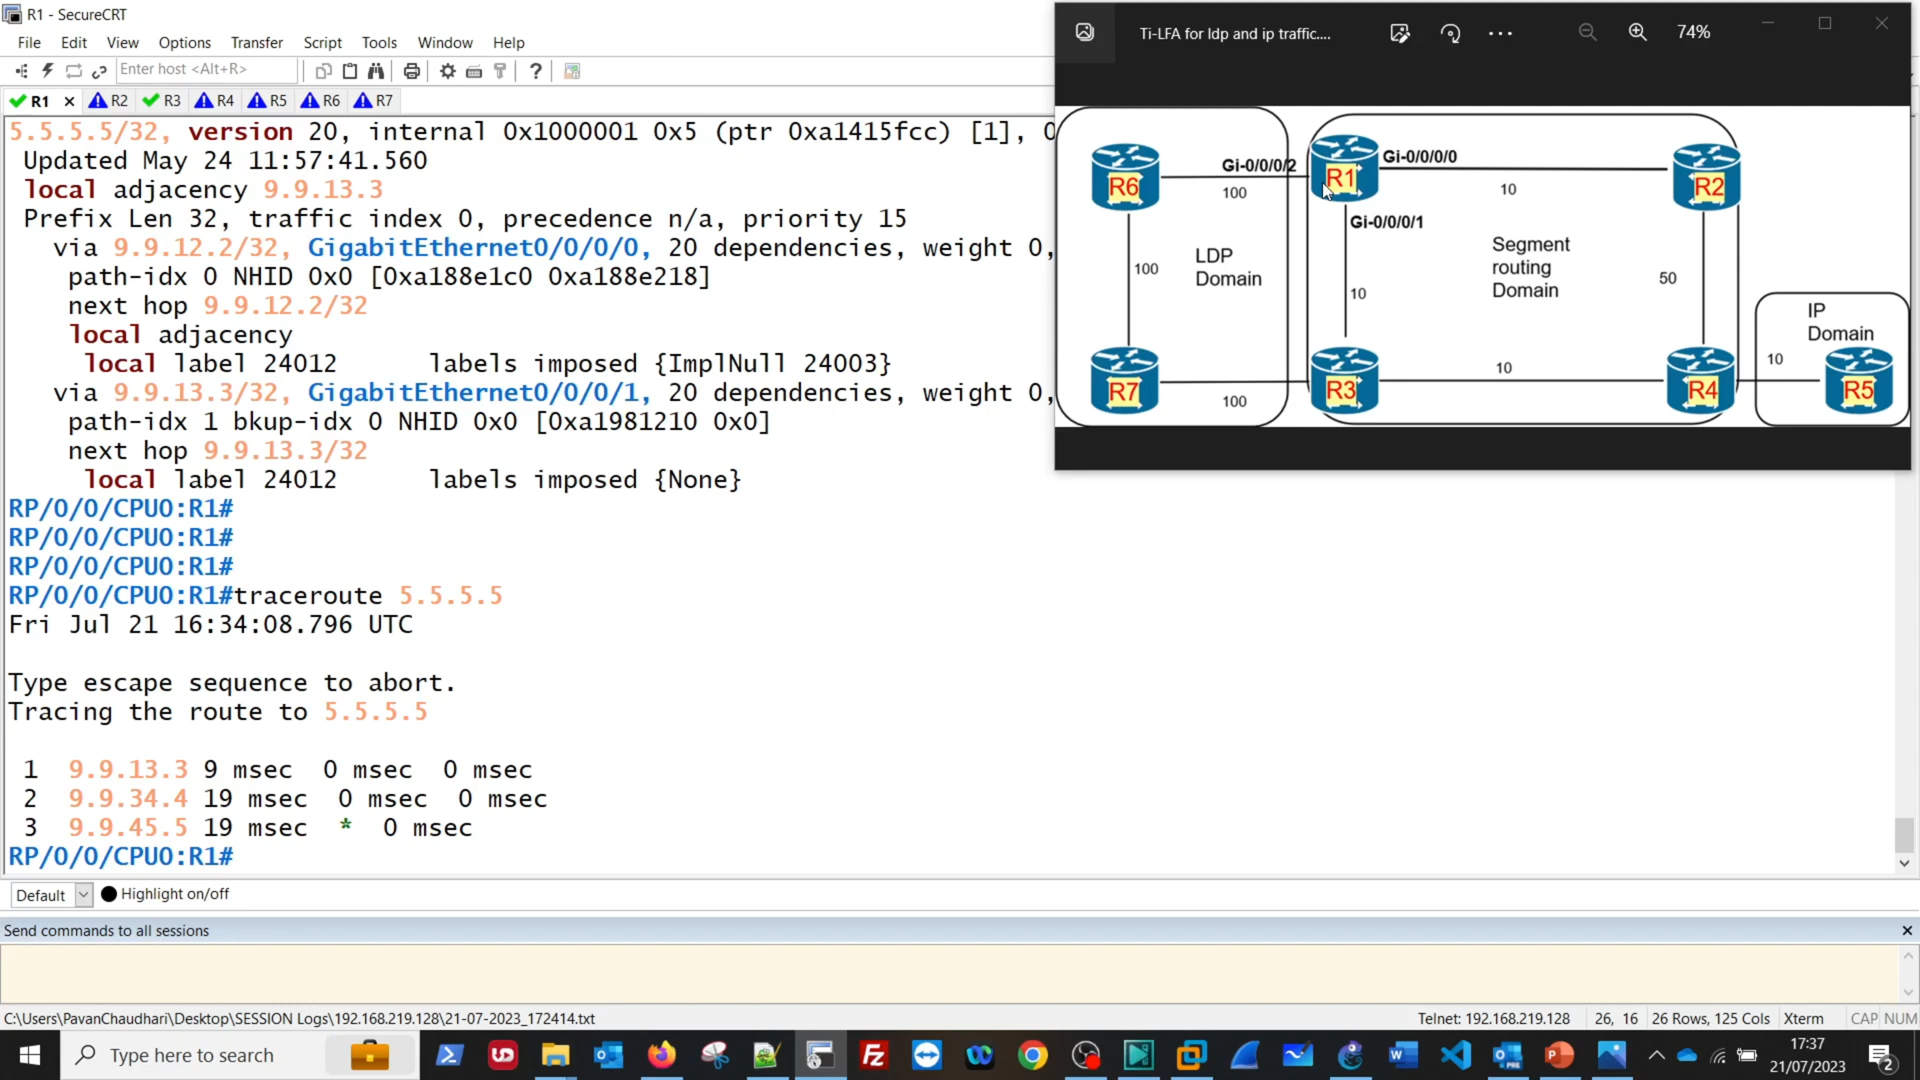 R1 - SecureCRT
File Edit View Options Transfer Script Tools Window Help
Enter host <Alt+R>
R1 × R2 R3 R4 R5 R6 R7
5.5.5.5/32, version 20, internal 0x1000001 0x5 (ptr 0xa1415fcc) [1], 0
Updated May 24 11:57:41.560
local adjacency 9.9.13.3
Prefix Len 32, traffic index 0, precedence n/a, priority 15
via 9.9.12.2/32, GigabitEthernet0/0/0/0, 20 dependencies, weight 0,
path-idx 0 NHID 0x0 [0xa188e1c0 0xa188e218]
next hop 9.9.12.2/32
local adjacency
local label 24012 labels imposed {ImplNull 24003}
via 9.9.13.3/32, GigabitEthernet0/0/0/1, 20 dependencies, weight 0,
path-idx 1 bkup-idx 0 NHID 0x0 [0xa1981210 0x0]
next hop 9.9.13.3/32
local label 24012 labels imposed {None}
RP/0/0/CPU0:R1#
RP/0/0/CPU0:R1#
RP/0/0/CPU0:R1#
RP/0/0/CPU0:R1#traceroute 5.5.5.5
Fri Jul 21 16:34:08.796 UTC
Type escape sequence to abort.
Tracing the route to 5.5.5.5
1 9.9.13.3 9 msec 0 msec 0 msec
2 9.9.34.4 19 msec 0 msec 0 msec
3 9.9.45.5 19 msec * 0 msec
RP/0/0/CPU0:R1#
Ti-LFA for ldp and ip traffic....
74%
R6
Gi-0/0/0/2
100
R1
Gi-0/0/0/0
10
R2
Gi-0/0/0/1
100
LDP
Domain
10
Segment
routing
Domain
50
IP
Domain
R7
100
R3
10
R4
10
R5
Default Highlight on/off
Send commands to all sessions
C:\Users\PavanChaudhari\Desktop\SESSION Logs\192.168.219.128\21-07-2023_172414.txt
Telnet: 192.168.219.128 26, 16 26 Rows, 125 Cols Xterm CAP NUM
Type here to search
17:37
21/07/2023
2